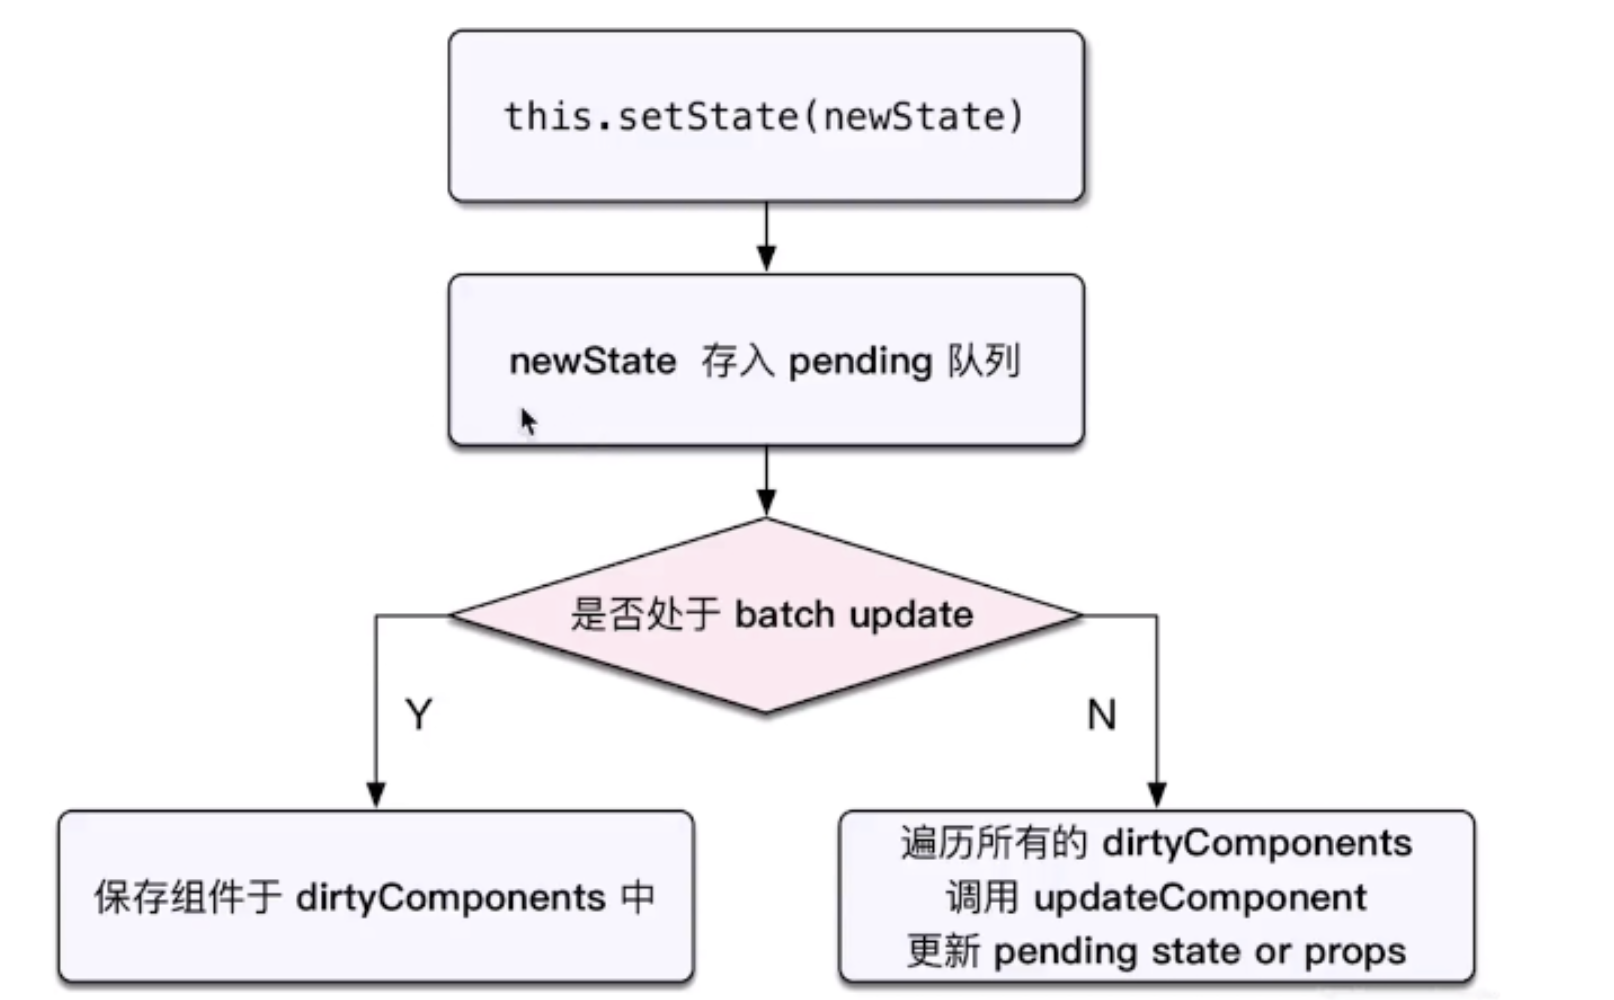 this.setState(newState)
newState 存入 pending 队列
是否处于 batch update
Y
N
保存组件于 dirtyComponents 中
遍历所有的 dirtyComponents
调用 updateComponent
更新 pending state or props